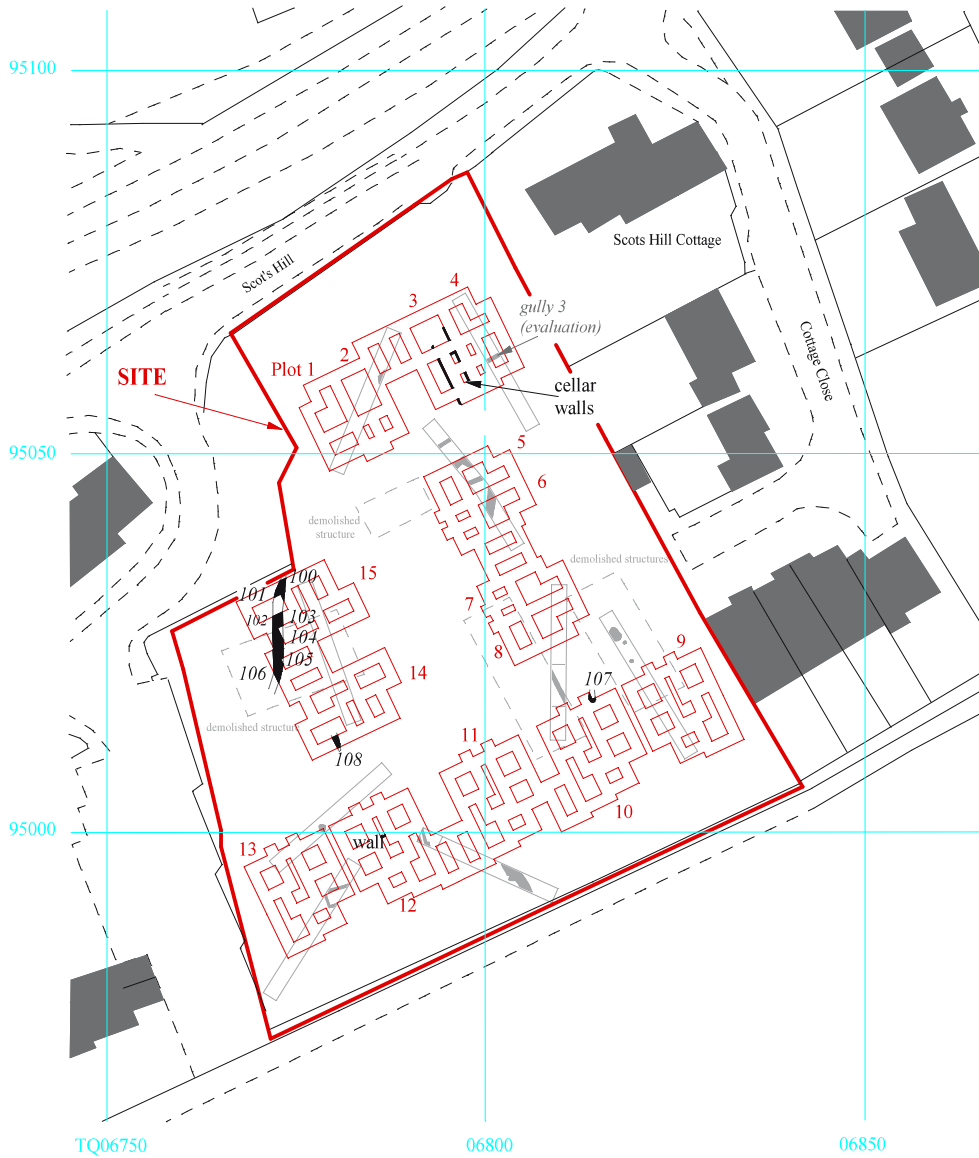 95100
Scots Hill Cottage
Scot's Hill
4
3
gully 3
(evaluation)
2
Plot 1
SITE
cellar
walls
Cottage Close
95050
5
6
demolished
structure
demolished structures
15
100
101
102
103
104
105
106
7
8
9
14
107
demolished structure
108
11
10
95000
wall
13
12
TQ06750
06800
06850